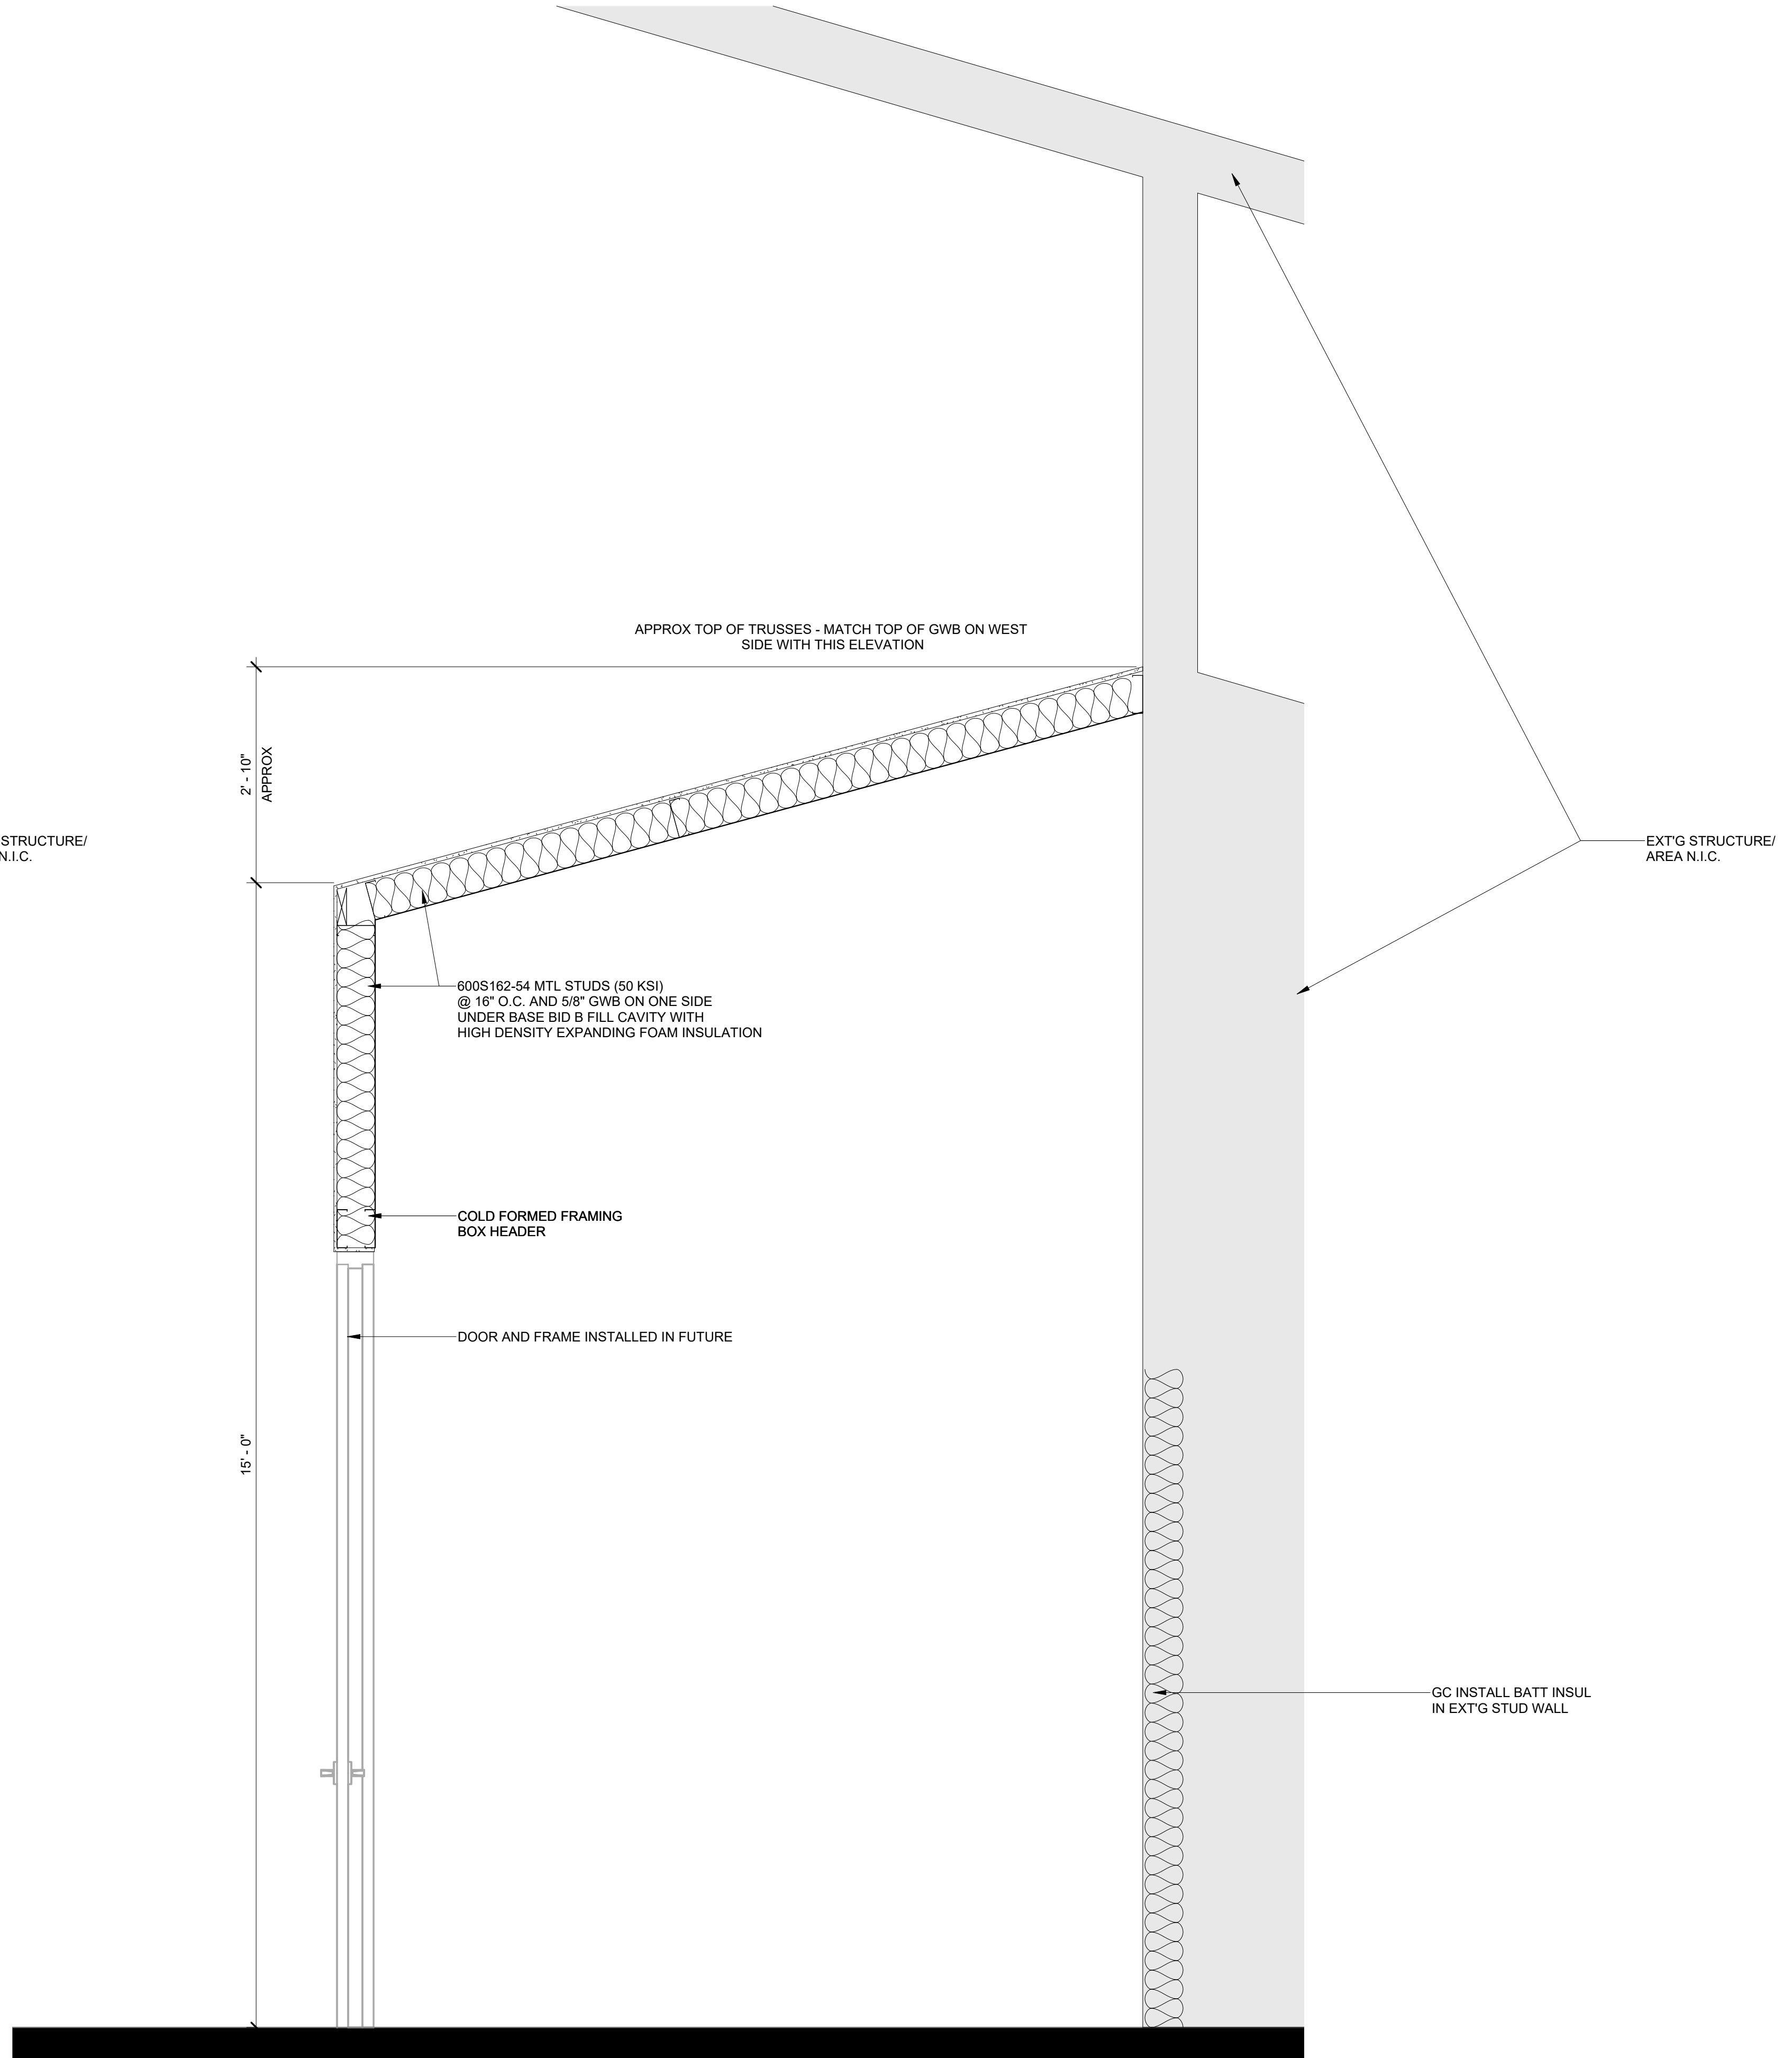 APPROX TOP OF TRUSSES - MATCH TOP OF GWB ON WEST
SIDE WITH THIS ELEVATION
2' - 10"
APPROX
STRUCTURE/
N.I.C.
EXT'G STRUCTURE/
AREA N.I.C.
600S162-54 MTL STUDS (50 KSI)
@ 16" O.C. AND 5/8" GWB ON ONE SIDE
UNDER BASE BID B FILL CAVITY WITH
HIGH DENSITY EXPANDING FOAM INSULATION
COLD FORMED FRAMING
BOX HEADER
DOOR AND FRAME INSTALLED IN FUTURE
15' - 0"
GC INSTALL BATT INSUL
IN EXT'G STUD WALL